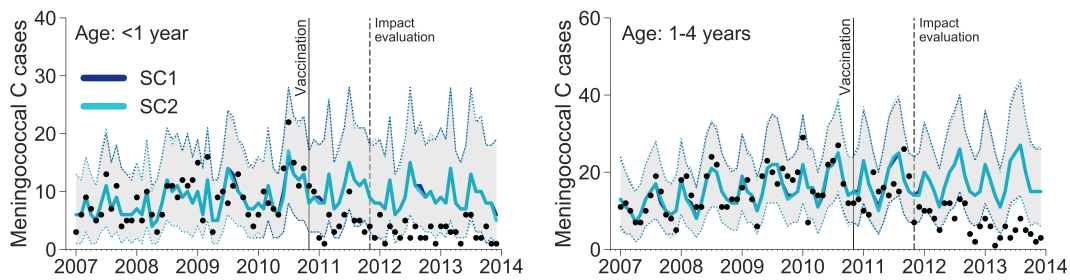 Meningococcal C cases
40
30
20
10
0
Age: <1 year
SC1
SC2
Vaccination
Impact
evaluation
2007 2008 2009 2010 2011 2012 2013 2014
Meningococcal C cases
60
40
20
0
Age: 1-4 years
Vaccination
Impact
evaluation
2007 2008 2009 2010 2011 2012 2013 2014